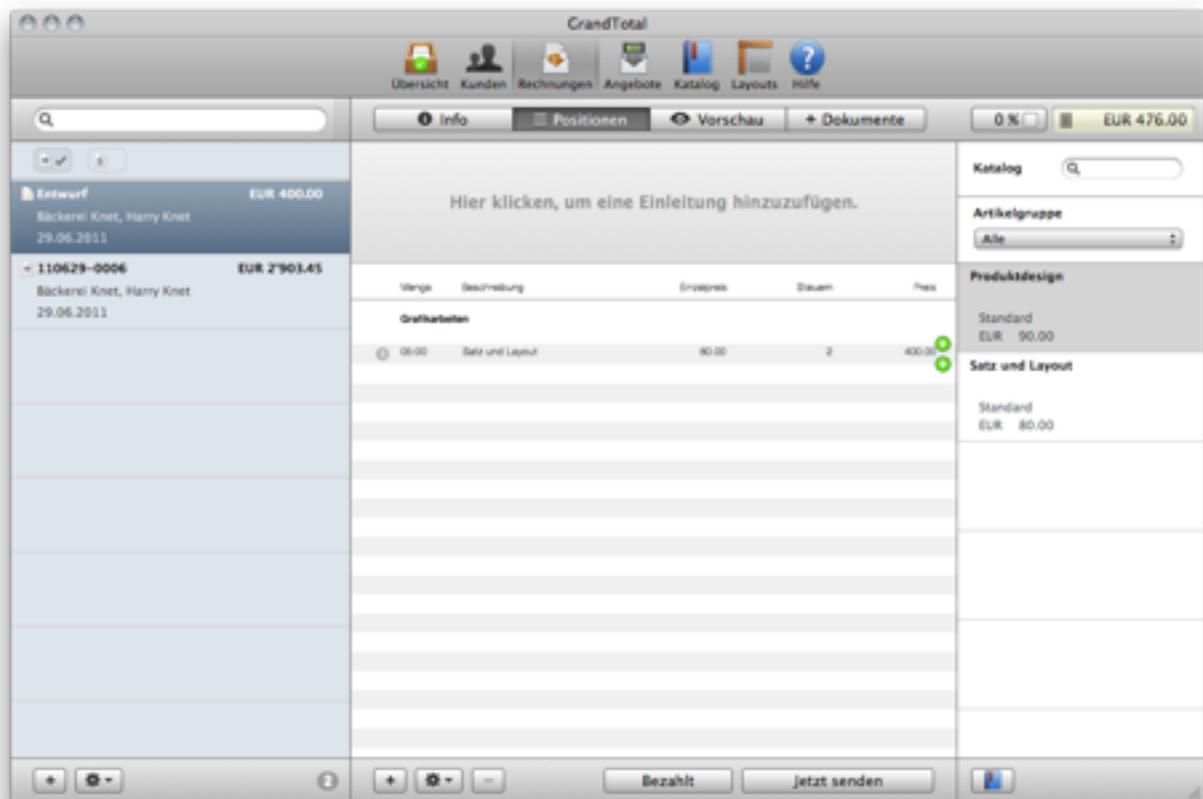 GrandTotal
Übersicht Kunden Rechnungen Angebote Katalog Layouts Hilfe
Info Positionen Vorschau + Dokumente 0 % EUR 476.00
Entwurf EUR 400.00
Bäckerei Knet, Harry Knet
29.06.2011
110629-0006 EUR 2'903.45
Bäckerei Knet, Harry Knet
29.06.2011
Hier klicken, um eine Einleitung hinzuzufügen.
Menge Beschreibung Einzelpreis Steuern Preis
Grafikarbeiten
05:00 Satz und Layout 80.00 2 400.00
Katalog
Artikelgruppe
Alle
Produktdesign
Standard
EUR 90.00
Satz und Layout
Standard
EUR 80.00
2
Bezahlt Jetzt senden